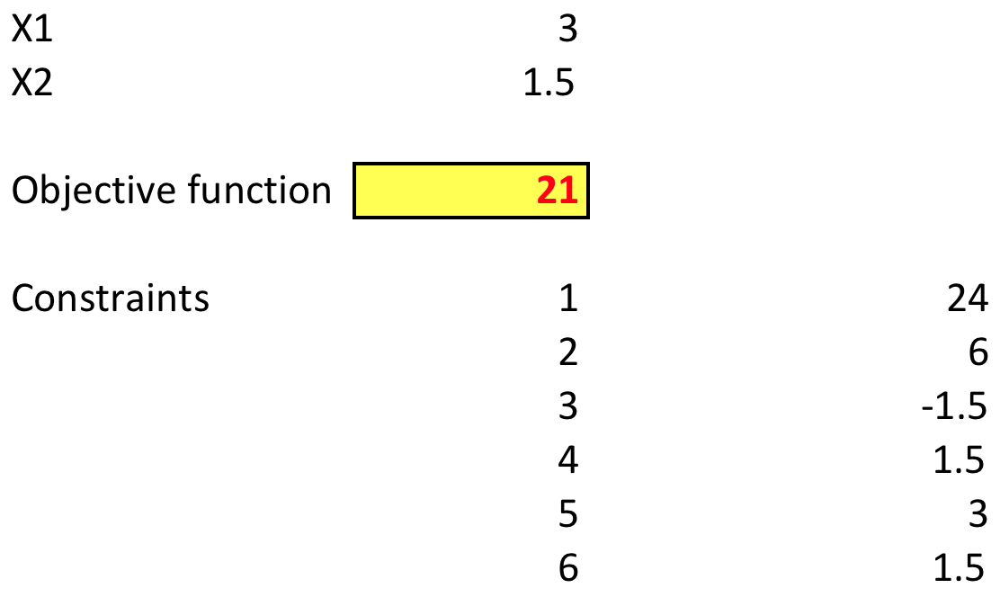 X1 3
X2 1.5
Objective function 21
Constraints 1 24
2 6
3 -1.5
4 1.5
5 3
6 1.5